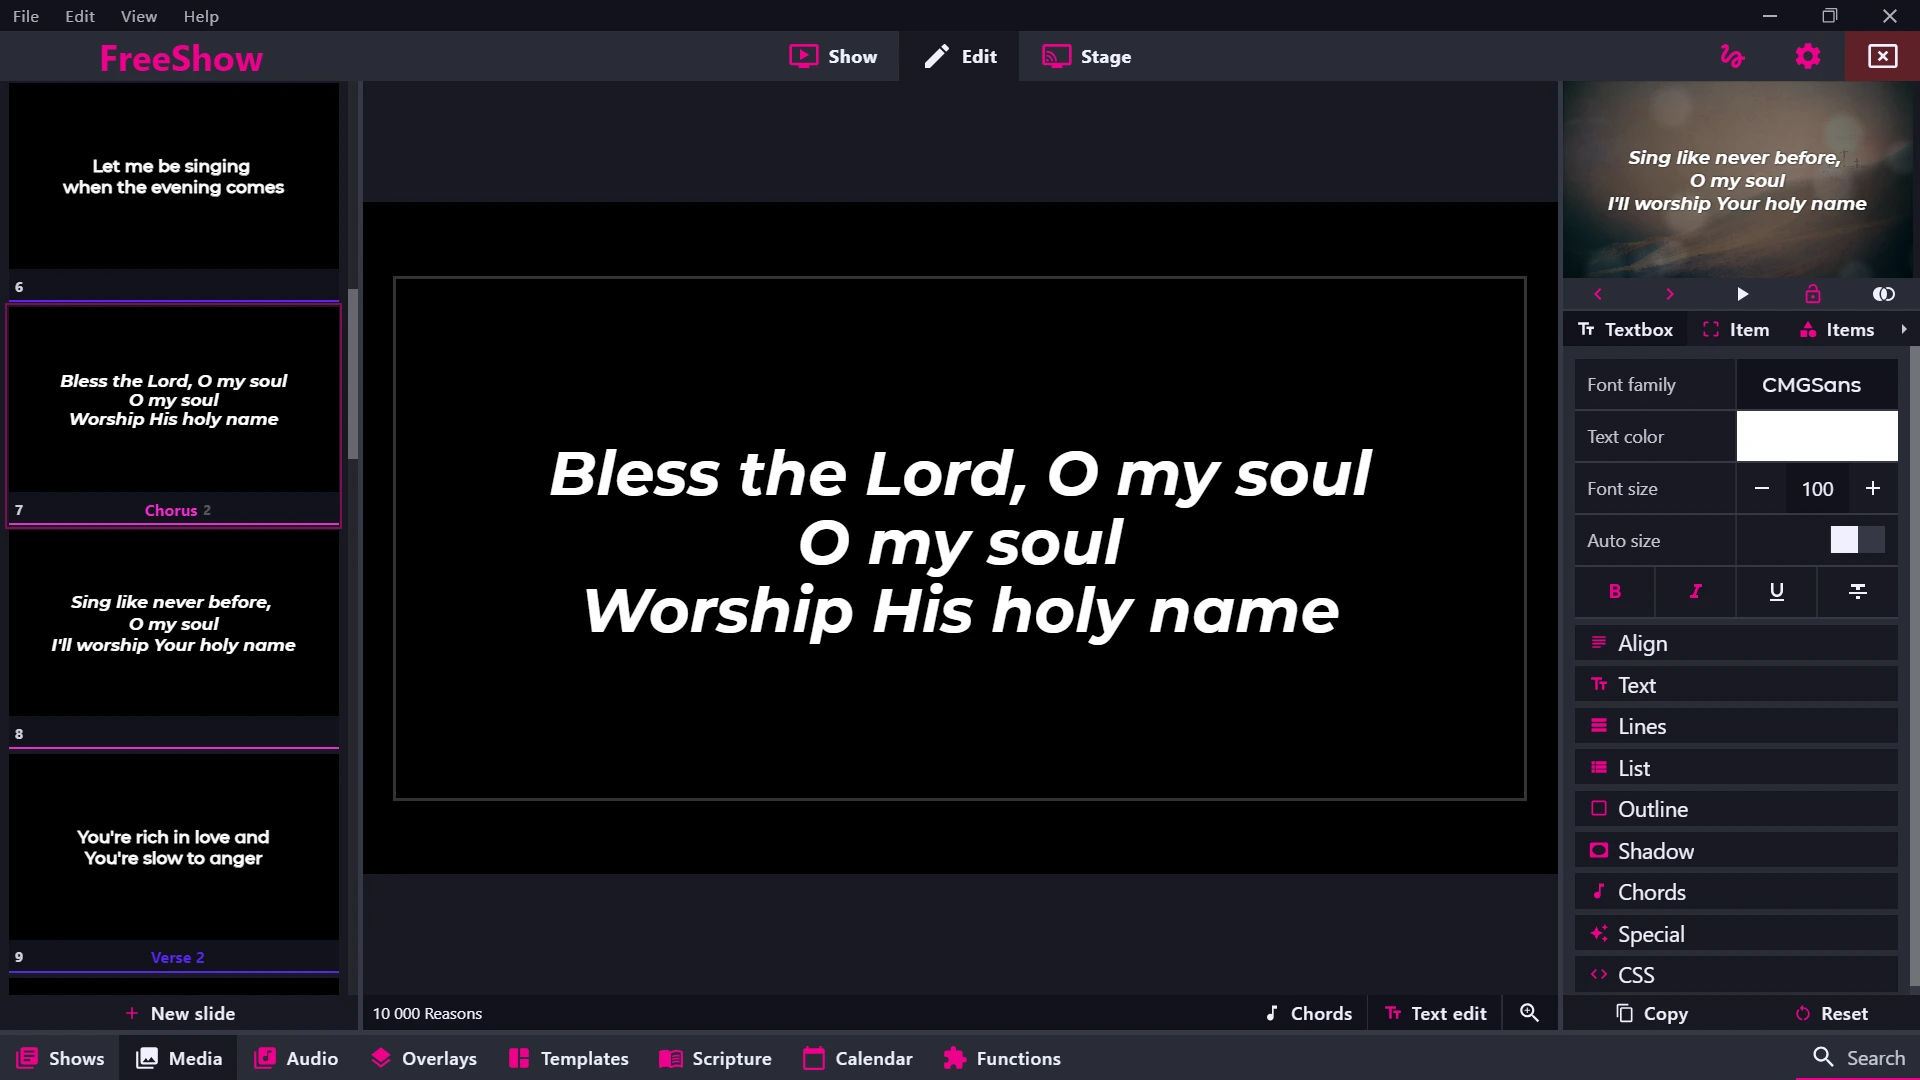 File Edit View Help
FreeShow
Show Edit Stage
Let me be singing
when the evening comes
6
Bless the Lord, O my soul
O my soul
Worship His holy name
7 Chorus 2
Sing like never before,
O my soul
I'll worship Your holy name
8
You're rich in love and
You're slow to anger
9 Verse 2
+ New slide
Bless the Lord, O my soul
O my soul
Worship His holy name
10 000 Reasons
Chords Text edit
Sing like never before,
O my soul
I'll worship Your holy name
Textbox Item Items
Font family CMGSans
Text color
Font size − 100 +
Auto size
B I U
Align
Text
Lines
List
Outline
Shadow
Chords
Special
CSS
Copy Reset
Shows Media Audio Overlays Templates Scripture Calendar Functions Search